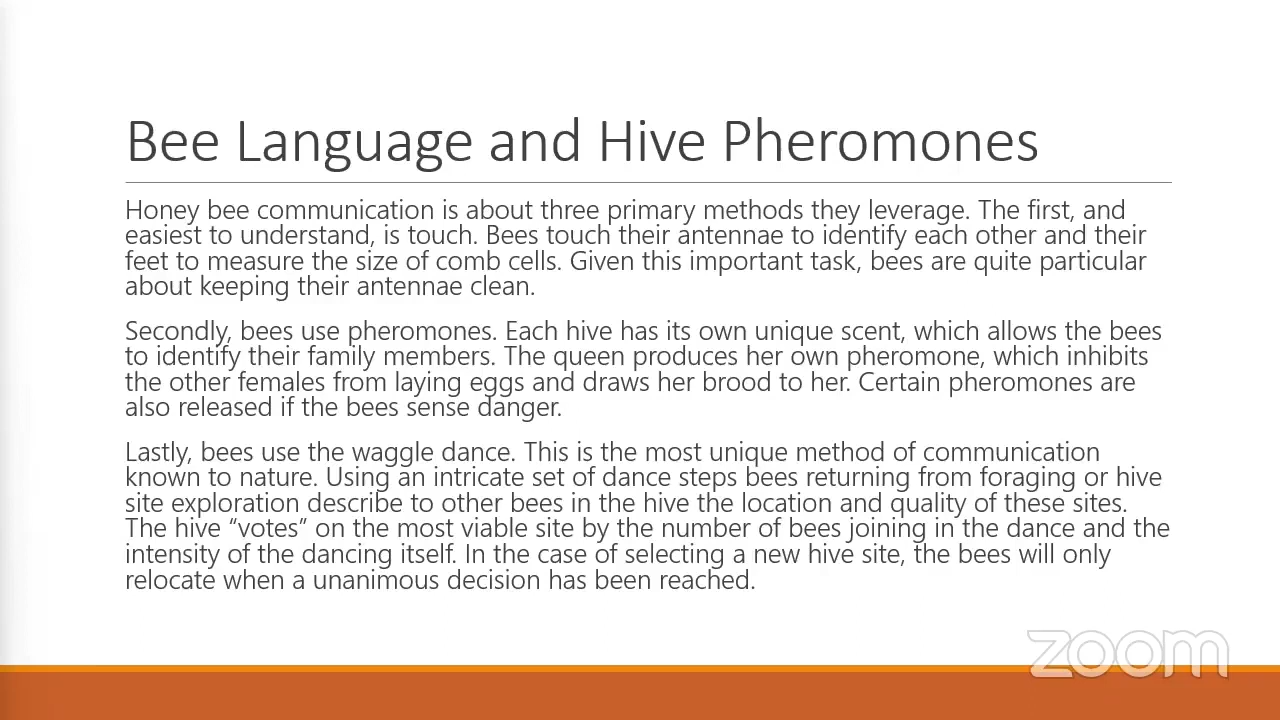 Bee Language and Hive Pheromones
Honey bee communication is about three primary methods they leverage. The first, and
easiest to understand, is touch. Bees touch their antennae to identify each other and their
feet to measure the size of comb cells. Given this important task, bees are quite particular
about keeping their antennae clean.
Secondly, bees use pheromones. Each hive has its own unique scent, which allows the bees
to identify their family members. The queen produces her own pheromone, which inhibits
the other females from laying eggs and draws her brood to her. Certain pheromones are
also released if the bees sense danger.
Lastly, bees use the waggle dance. This is the most unique method of communication
known to nature. Using an intricate set of dance steps bees returning from foraging or hive
site exploration describe to other bees in the hive the location and quality of these sites.
The hive “votes” on the most viable site by the number of bees joining in the dance and the
intensity of the dancing itself. In the case of selecting a new hive site, the bees will only
relocate when a unanimous decision has been reached.
zoom